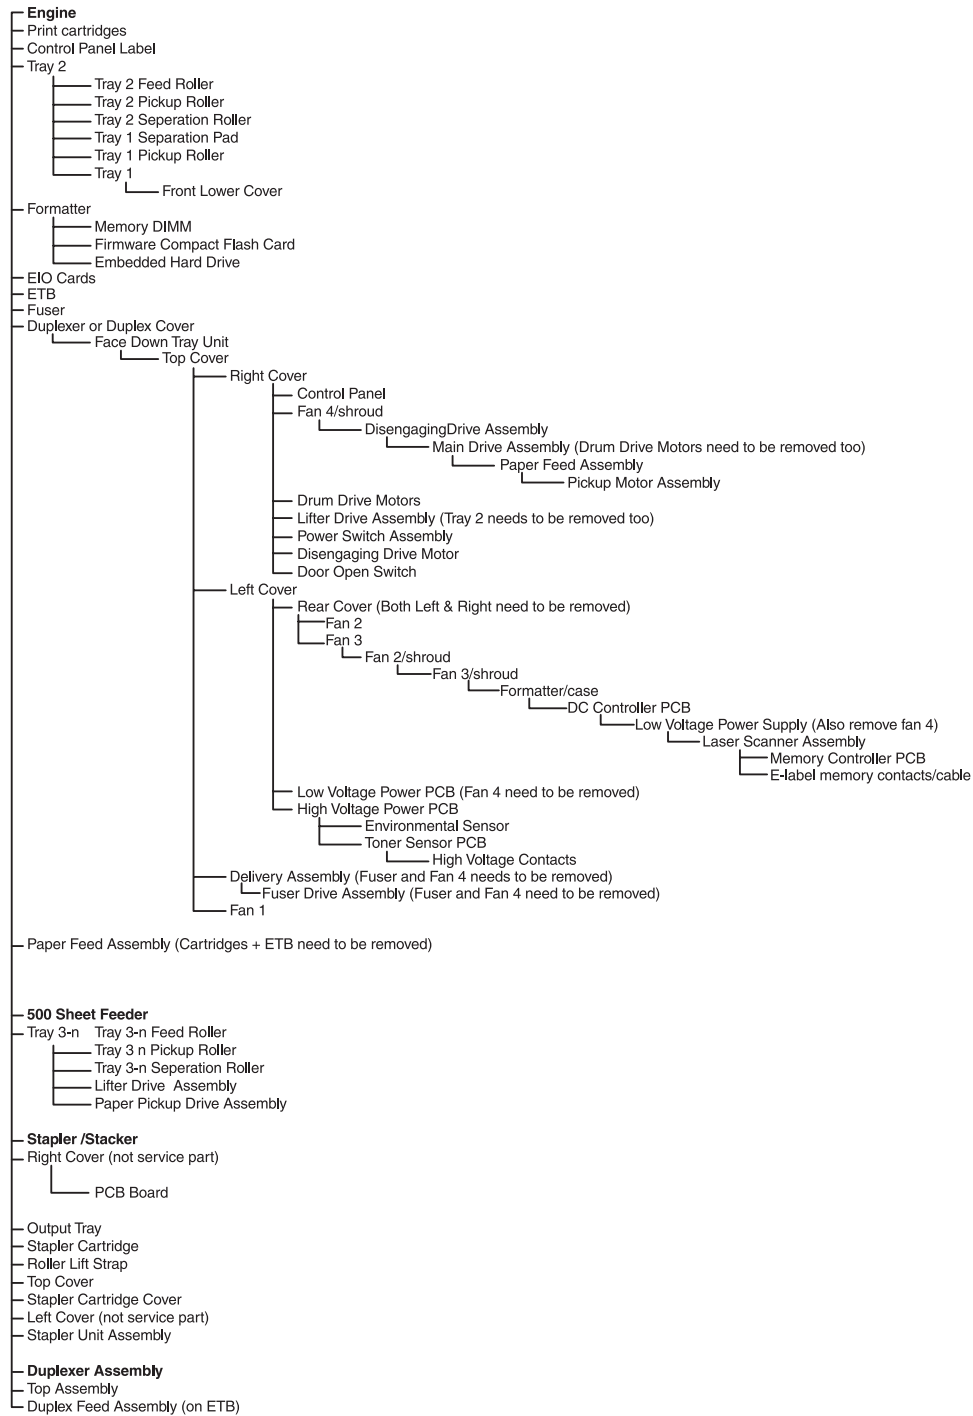 Engine
Print cartridges
Control Panel Label
Tray 2
Tray 2 Feed Roller
Tray 2 Pickup Roller
Tray 2 Seperation Roller
Tray 1 Separation Pad
Tray 1 Pickup Roller
Tray 1
Front Lower Cover
Formatter
Memory DIMM
Firmware Compact Flash Card
Embedded Hard Drive
EIO Cards
ETB
Fuser
Duplexer or Duplex Cover
Face Down Tray Unit
Top Cover
Right Cover
Control Panel
Fan 4/shroud
DisengagingDrive Assembly
Main Drive Assembly (Drum Drive Motors need to be removed too)
Paper Feed Assembly
Pickup Motor Assembly
Drum Drive Motors
Lifter Drive Assembly (Tray 2 needs to be removed too)
Power Switch Assembly
Disengaging Drive Motor
Door Open Switch
Left Cover
Rear Cover (Both Left & Right need to be removed)
Fan 2
Fan 3
Fan 2/shroud
Fan 3/shroud
Formatter/case
DC Controller PCB
Low Voltage Power Supply (Also remove fan 4)
Laser Scanner Assembly
Memory Controller PCB
E-label memory contacts/cable
Low Voltage Power PCB (Fan 4 need to be removed)
High Voltage Power PCB
Environmental Sensor
Toner Sensor PCB
High Voltage Contacts
Delivery Assembly (Fuser and Fan 4 needs to be removed)
Fuser Drive Assembly (Fuser and Fan 4 need to be removed)
Fan 1
Paper Feed Assembly (Cartridges + ETB need to be removed)
500 Sheet Feeder
Tray 3-n Tray 3-n Feed Roller
Tray 3 n Pickup Roller
Tray 3-n Seperation Roller
Lifter Drive Assembly
Paper Pickup Drive Assembly
Stapler /Stacker
Right Cover (not service part)
PCB Board
Output Tray
Stapler Cartridge
Roller Lift Strap
Top Cover
Stapler Cartridge Cover
Left Cover (not service part)
Stapler Unit Assembly
Duplexer Assembly
Top Assembly
Duplex Feed Assembly (on ETB)